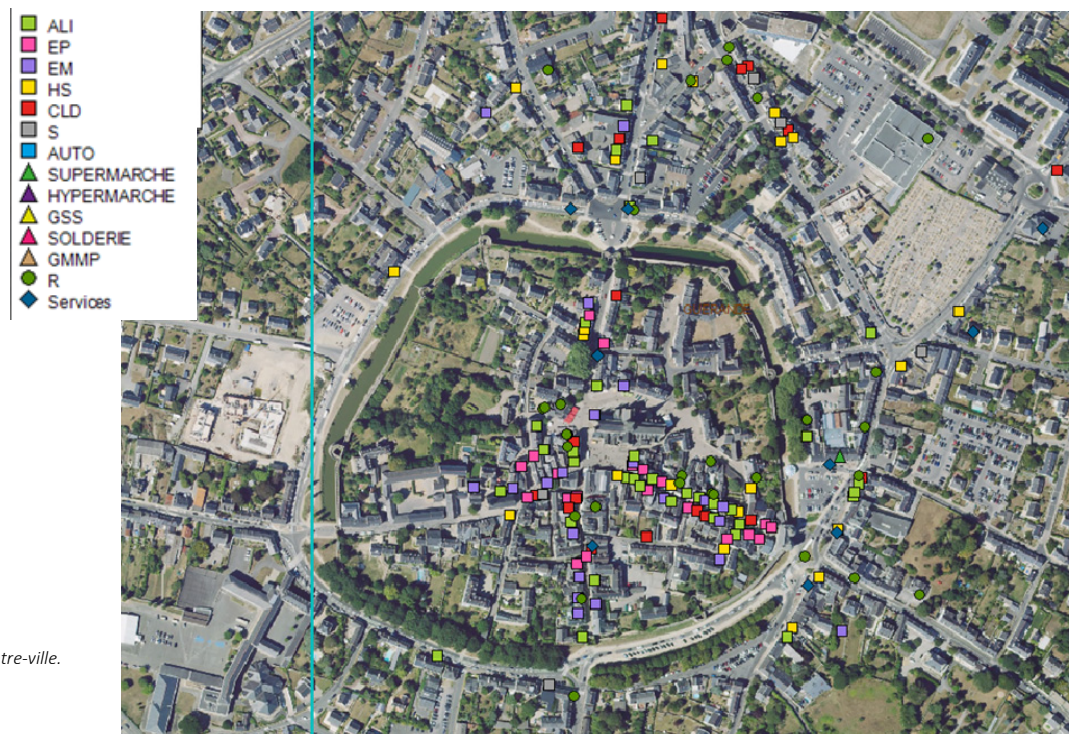 ALI
EP
EM
HS
CLD
S
AUTO
SUPERMARCHE
HYPERMARCHE
GSS
SOLDERIE
GMMP
R
Services
tre-ville.